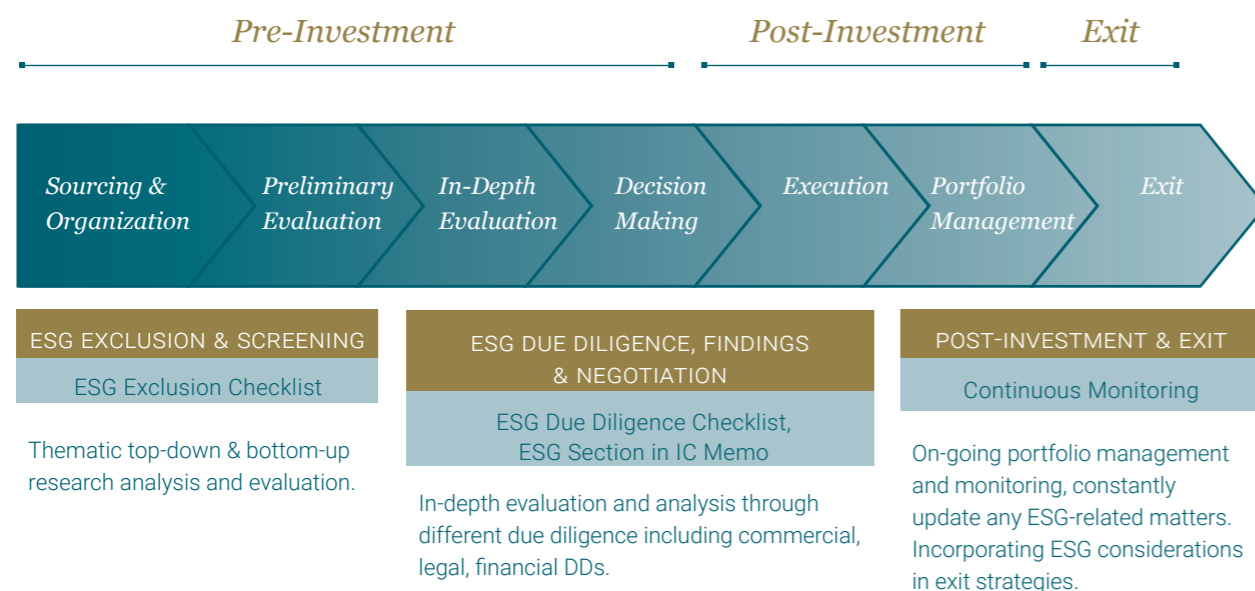 Pre-Investment
Post-Investment
Exit
Sourcing &
Organization
Preliminary
Evaluation
In-Depth
Evaluation
Decision
Making
Execution
Portfolio
Management
Exit
ESG EXCLUSION & SCREENING
ESG Exclusion Checklist
Thematic top-down & bottom-up
research analysis and evaluation.
ESG DUE DILIGENCE, FINDINGS
& NEGOTIATION
ESG Due Diligence Checklist,
ESG Section in IC Memo
In-depth evaluation and analysis through
different due diligence including commercial,
legal, financial DDs.
POST-INVESTMENT & EXIT
Continuous Monitoring
On-going portfolio management
and monitoring, constantly
update any ESG-related matters.
Incorporating ESG considerations
in exit strategies.